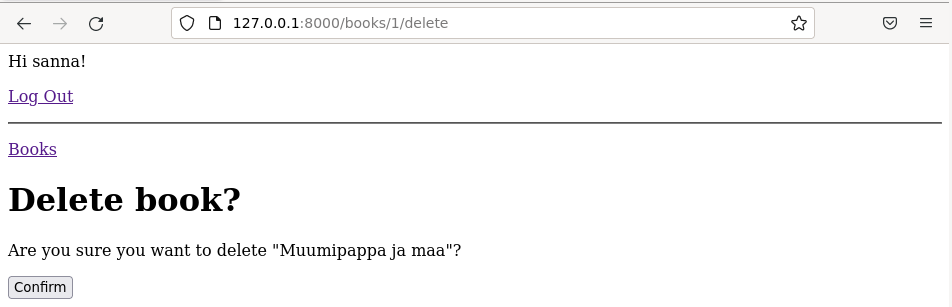 127.0.0.1:8000/books/1/delete
Hi sanna!
Log Out
Books
Delete book?
Are you sure you want to delete "Muumipappa ja maa"?
Confirm